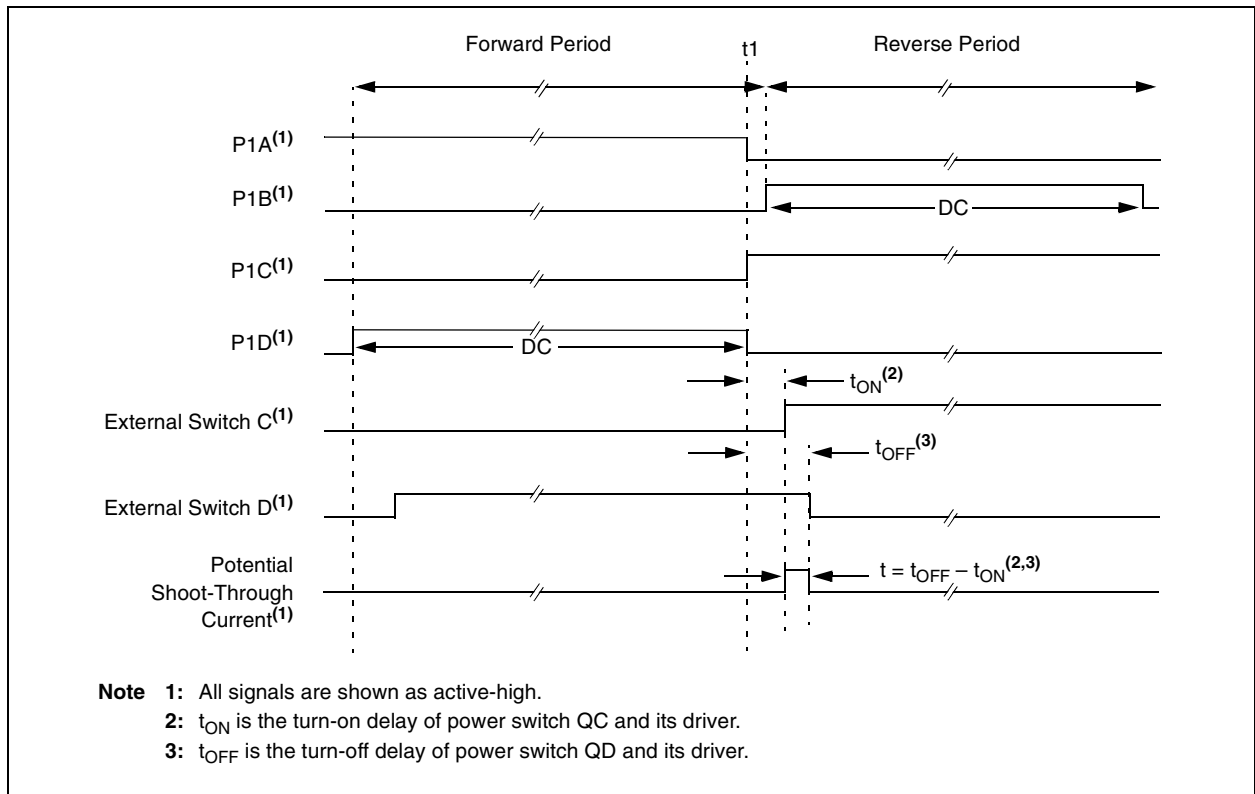 Forward Period
t1
Reverse Period
P1A(1)
P1B(1)
DC
P1C(1)
P1D(1)
DC
tON(2)
External Switch C(1)
tOFF(3)
External Switch D(1)
Potential
Shoot-Through
Current(1)
t = tOFF – tON(2,3)
Note 1: All signals are shown as active-high.
2: tON is the turn-on delay of power switch QC and its driver.
3: tOFF is the turn-off delay of power switch QD and its driver.